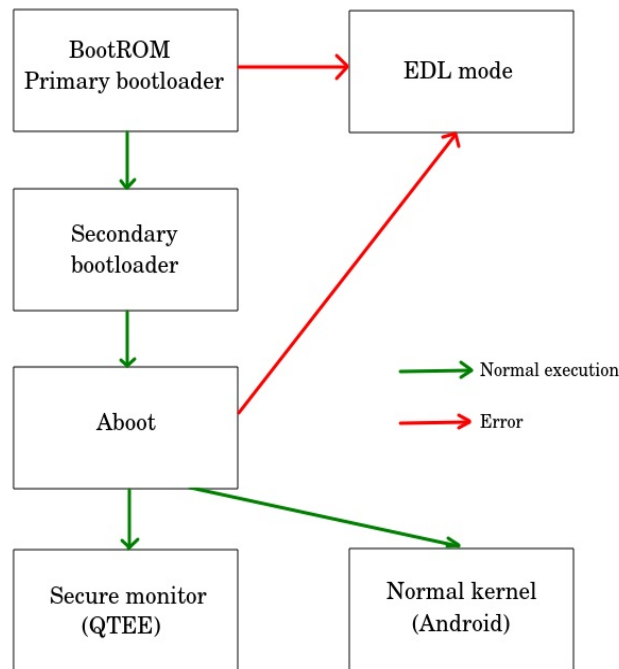 BootROM
Primary bootloader
EDL mode
Secondary
bootloader
Normal execution
Aboot
Error
Secure monitor
(QTEE)
Normal kernel
(Android)